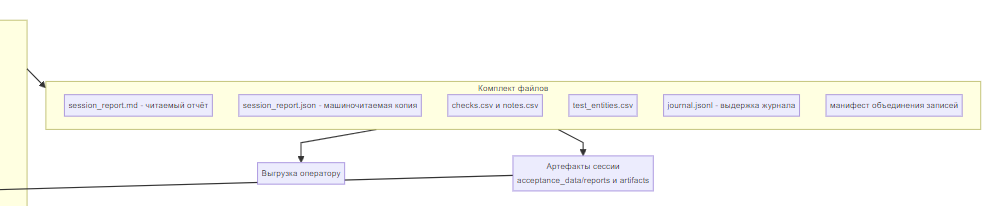 Комплект файлов
session_report.md - читаемый отчёт
session_report.json - машиночитаемая копия
checks.csv и notes.csv
test_entities.csv
journal.jsonl - выдержка журнала
манифест объединения записей
Выгрузка оператору
Артефакты сессии
acceptance_data/reports и artifacts